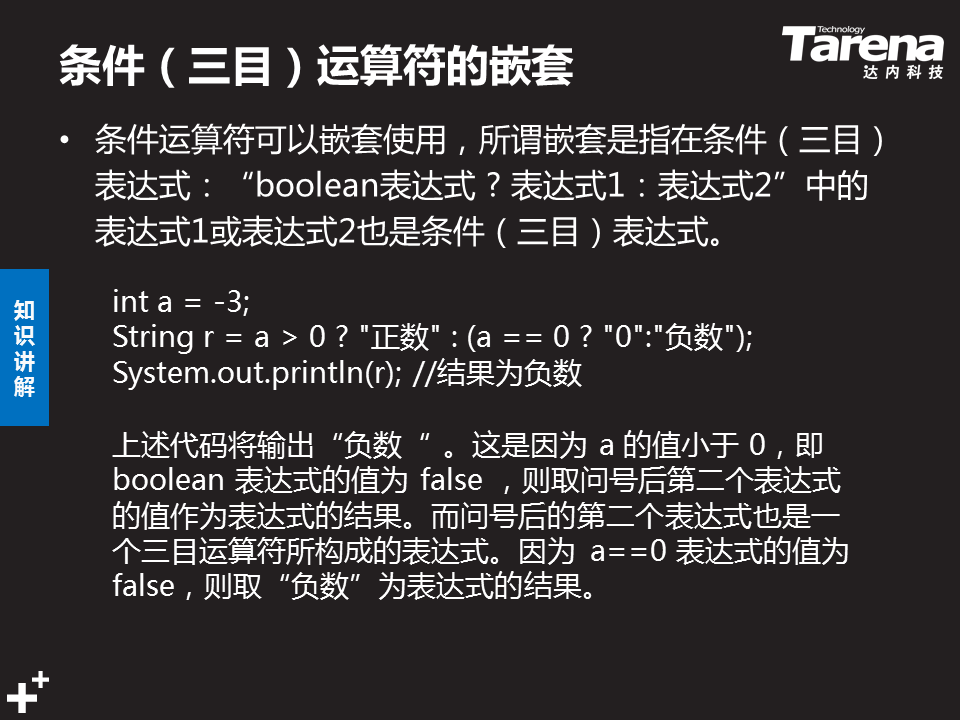 条件（三目）运算符的嵌套
Technology
Tarena
达内科技
• 条件运算符可以嵌套使用，所谓嵌套是指在条件（三目）
表达式：“boolean表达式？表达式1：表达式2”中的
表达式1或表达式2也是条件（三目）表达式。
知
识
讲
解
int a = -3;
String r = a > 0 ? "正数" : (a == 0 ? "0":"负数");
System.out.println(r); //结果为负数
上述代码将输出“负数“ 。这是因为 a 的值小于 0，即
boolean 表达式的值为 false ，则取问号后第二个表达式
的值作为表达式的结果。而问号后的第二个表达式也是一
个三目运算符所构成的表达式。因为 a==0 表达式的值为
false，则取“负数”为表达式的结果。